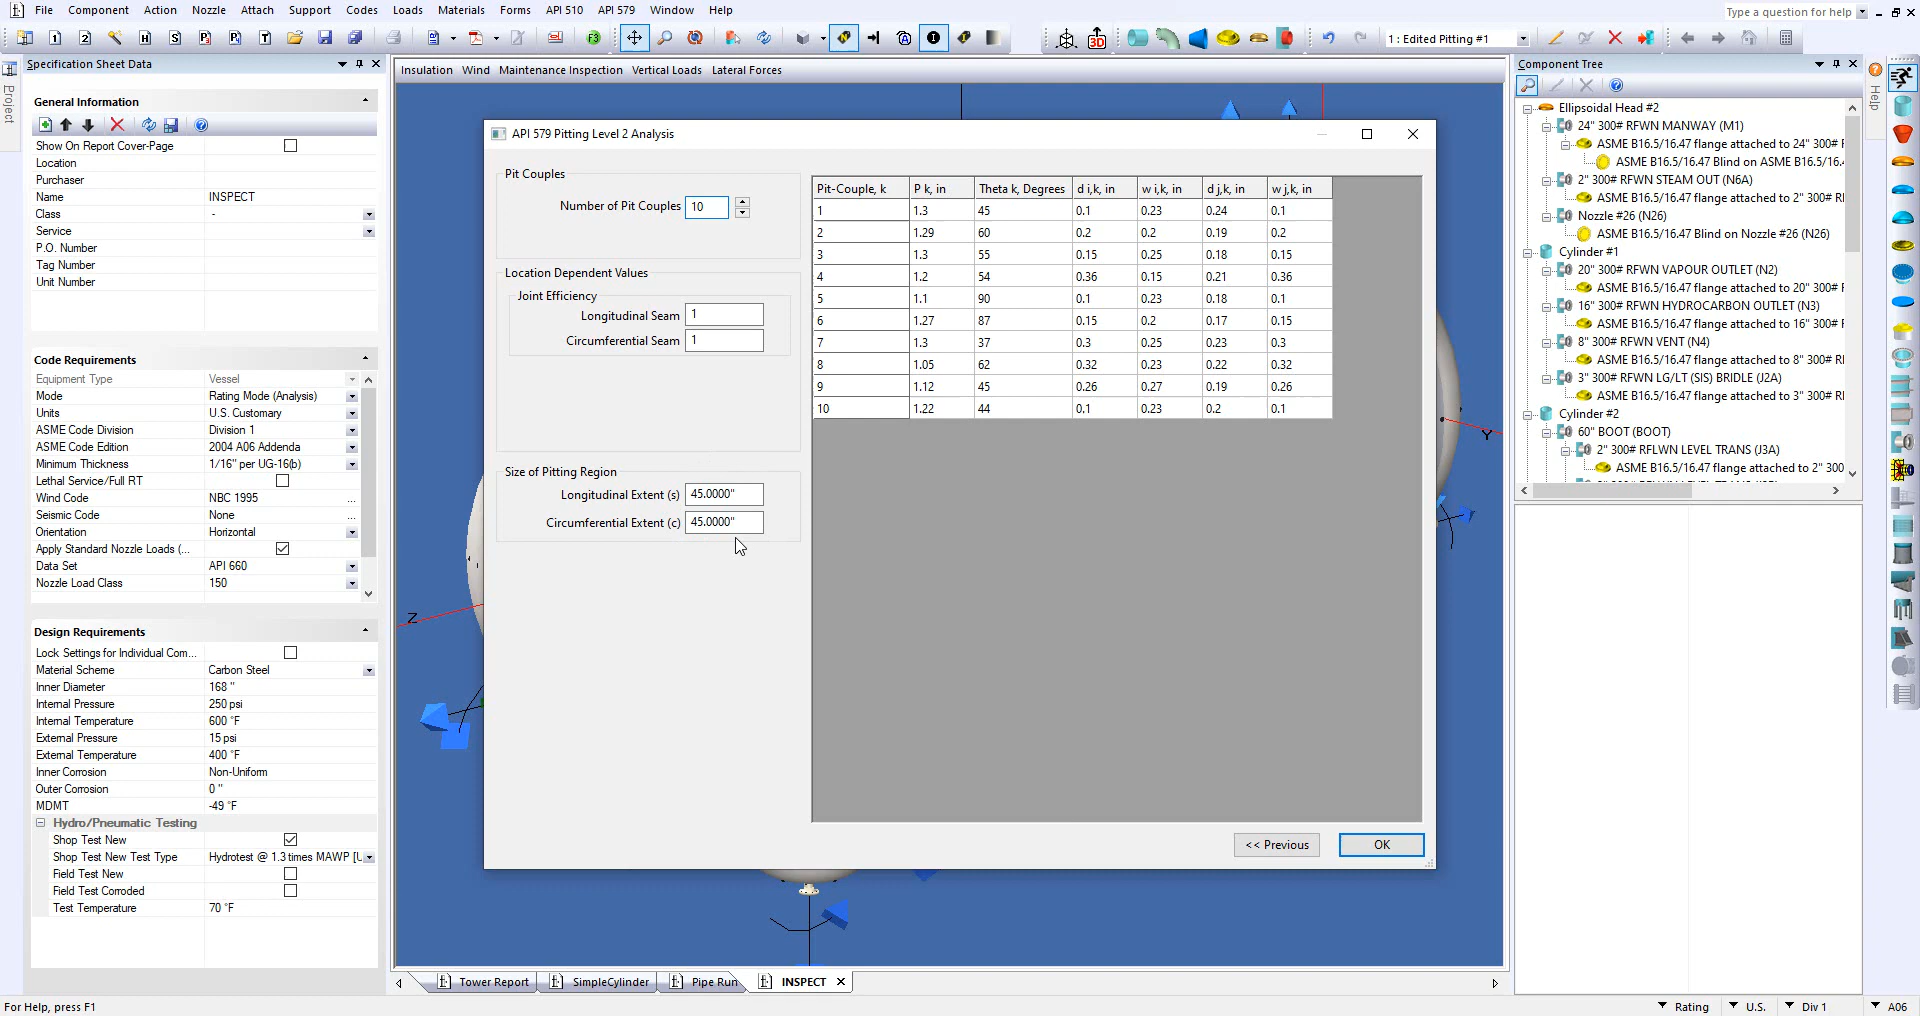 File Component Action Nozzle Attach Support Codes Loads Materials Forms API 510 API 579 Window Help
Type a question for help
1 : Edited Pitting #1
Specification Sheet Data
Project
General Information
Show On Report Cover-Page
Location
Purchaser
Name INSPECT
Class -
Service
P.O. Number
Tag Number
Unit Number
Code Requirements
Equipment Type Vessel
Mode Rating Mode (Analysis)
Units U.S. Customary
ASME Code Division Division 1
ASME Code Edition 2004 A06 Addenda
Minimum Thickness 1/16" per UG-16(b)
Lethal Service/Full RT
Wind Code NBC 1995 ...
Seismic Code None ...
Orientation Horizontal
Apply Standard Nozzle Loads (...
Data Set API 660
Nozzle Load Class 150
Design Requirements
Lock Settings for Individual Com...
Material Scheme Carbon Steel
Inner Diameter 168 "
Internal Pressure 250 psi
Internal Temperature 600 °F
External Pressure 15 psi
External Temperature 400 °F
Inner Corrosion Non-Uniform
Outer Corrosion 0 "
MDMT -49 °F
Hydro/Pneumatic Testing
Shop Test New
Shop Test New Test Type Hydrotest @ 1.3 times MAWP [U
Field Test New
Field Test Corroded
Test Temperature 70 °F
Insulation Wind Maintenance Inspection Vertical Loads Lateral Forces
Z
Y
API 579 Pitting Level 2 Analysis
Pit Couples
Number of Pit Couples 10
Location Dependent Values
Joint Efficiency
Longitudinal Seam 1
Circumferential Seam 1
Size of Pitting Region
Longitudinal Extent (s) 45.0000"
Circumferential Extent (c) 45.0000"
Pit-Couple, k P k, in Theta k, Degrees d i,k, in w i,k, in d j,k, in w j,k, in
1 1.3 45 0.1 0.23 0.24 0.1
2 1.29 60 0.2 0.2 0.19 0.2
3 1.3 55 0.15 0.25 0.18 0.15
4 1.2 54 0.36 0.15 0.21 0.36
5 1.1 90 0.1 0.23 0.18 0.1
6 1.27 87 0.15 0.2 0.17 0.15
7 1.3 37 0.3 0.25 0.23 0.3
8 1.05 62 0.32 0.23 0.22 0.32
9 1.12 45 0.26 0.27 0.19 0.26
10 1.22 44 0.1 0.23 0.2 0.1
<< Previous OK
Tower Report SimpleCylinder Pipe Run INSPECT
Component Tree
Help
Ellipsoidal Head #2
24" 300# RFWN MANWAY (M1)
ASME B16.5/16.47 flange attached to 24" 300# F
ASME B16.5/16.47 Blind on ASME B16.5/16.
2" 300# RFWN STEAM OUT (N6A)
ASME B16.5/16.47 flange attached to 2" 300# RI
Nozzle #26 (N26)
ASME B16.5/16.47 Blind on Nozzle #26 (N26)
Cylinder #1
20" 300# RFWN VAPOUR OUTLET (N2)
ASME B16.5/16.47 flange attached to 20" 300# F
16" 300# RFWN HYDROCARBON OUTLET (N3)
ASME B16.5/16.47 flange attached to 16" 300# F
8" 300# RFWN VENT (N4)
ASME B16.5/16.47 flange attached to 8" 300# RI
3" 300# RFWN LG/LT (SIS) BRIDLE (J2A)
ASME B16.5/16.47 flange attached to 3" 300# RI
Cylinder #2
60" BOOT (BOOT)
2" 300# RFLWN LEVEL TRANS (J3A)
ASME B16.5/16.47 flange attached to 2" 300
For Help, press F1
Rating U.S. Div 1 A06